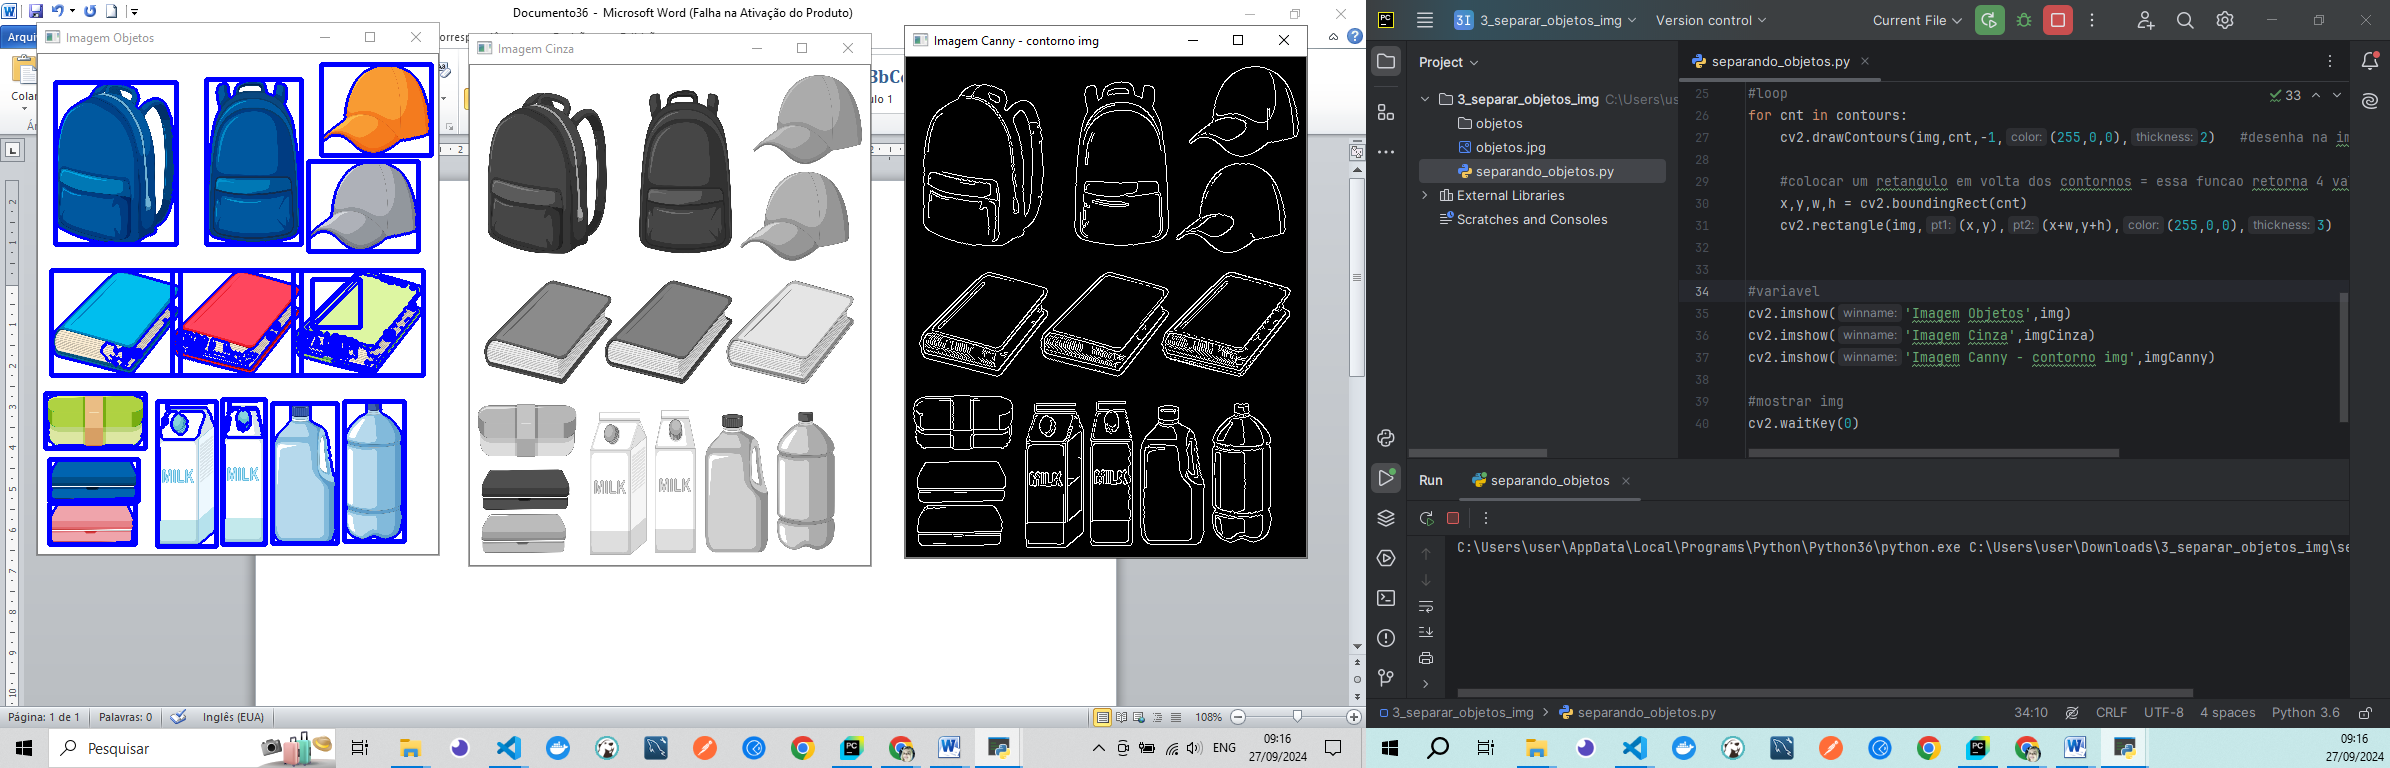 Documento36 - Microsoft Word (Falha na Ativação do Produto)
Arqui
Imagem Objetos
orresp
Imagem Cinza
Imagem Canny - contorno img
Colar
ulo 1
MILK
MILK
MILK
MILK
MILK
MILK
Página: 1 de 1
Palavras: 0
Inglês (EUA)
108%
Pesquisar
ENG
09:16
27/09/2024
PC
3I
3_separar_objetos_img
Version control
Current File
Project
3_separar_objetos_img C:\Users\us
objetos
objetos.jpg
separando_objetos.py
External Libraries
Scratches and Consoles
separando_objetos.py
33
25 #loop
26 for cnt in contours:
27 cv2.drawContours(img,cnt,-1, color: (255,0,0), thickness: 2) #desenha na im
28
29 #colocar um retangulo em volta dos contornos = essa funcao retorna 4 va
30 x,y,w,h = cv2.boundingRect(cnt)
31 cv2.rectangle(img, pt1: (x,y), pt2: (x+w,y+h), color: (255,0,0), thickness: 3)
32
33
34 #variavel
35 cv2.imshow( winname: 'Imagem Objetos',img)
36 cv2.imshow( winname: 'Imagem Cinza',imgCinza)
37 cv2.imshow( winname: 'Imagem Canny - contorno img',imgCanny)
38
39 #mostrar img
40 cv2.waitKey(0)
Run
separando_objetos
C:\Users\user\AppData\Local\Programs\Python\Python36\python.exe C:\Users\user\Downloads\3_separar_objetos_img\se
3_separar_objetos_img > separando_objetos.py
34:10
CRLF
UTF-8
4 spaces
Python 3.6
09:16
27/09/2024